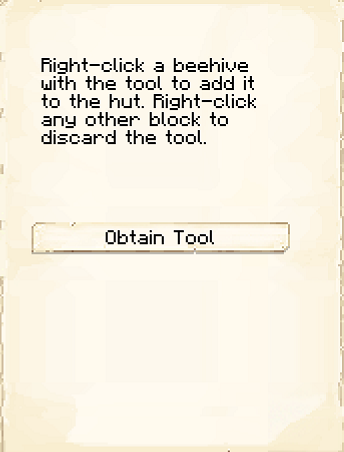 Right-click a beehive
with the tool to add it
to the hut. Right-click
any other block to
discard the tool.
Obtain Tool